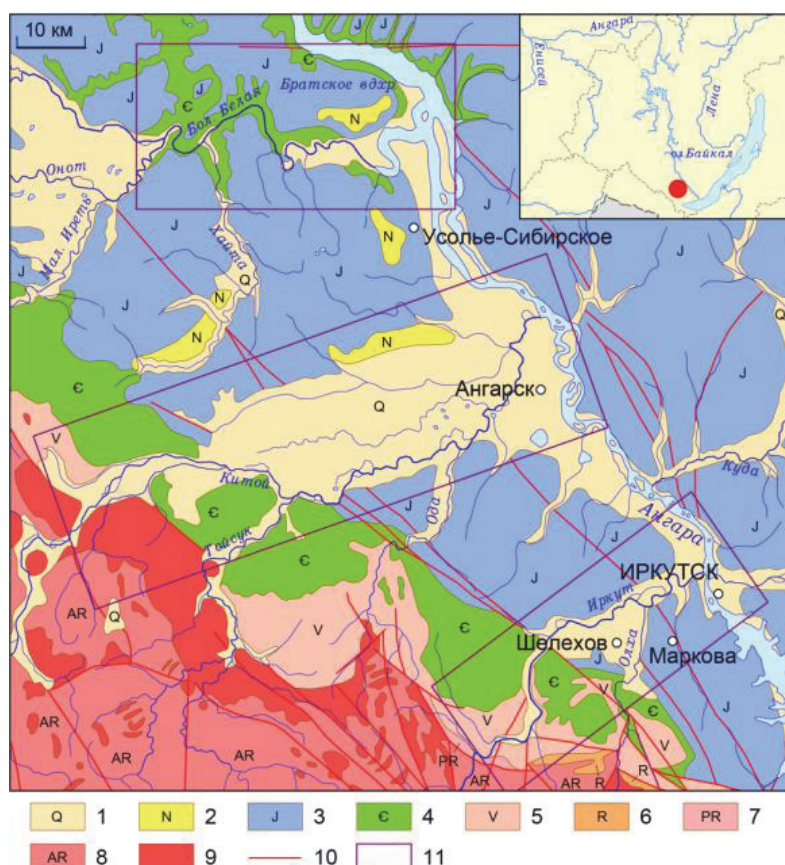 10 км
J
J
J
Є
J
J
Є
Братское вдхр
N
Бол. Белая
Онот
Мал. Иреть
J
J
J
Хайта
N
Усолье-Сибирское
J
N
Q
N
J
N
Є
Q
Ангарск
J
Q
V
Китой
Є
J
Ода
J
Куда
Тойсук
Є
Ангара
J
AR
Q
V
Є
Иркут
ИРКУТСК
Шелехов
J
Олха
Маркова
Є
V
Є
J
V
V
AR
AR
AR
AR
PR
AR
AR
R
R
Ангара
Енисей
Лена
оз Байкал
Q 1
N 2
J 3
Є 4
V 5
R 6
PR 7
AR 8
9
10
11